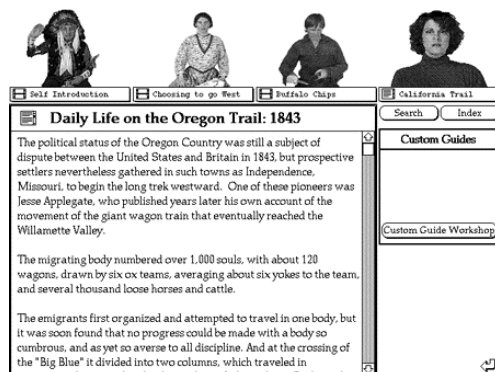 Self Introduction
Choosing to go West
Buffalo Chips
California Trail
Daily Life on the Oregon Trail: 1843
The political status of the Oregon Country was still a subject of
dispute between the United States and Britain in 1843, but prospective
settlers nevertheless gathered in such towns as Independence,
Missouri, to begin the long trek westward. One of these pioneers was
Jesse Applegate, who published years later his own account of the
movement of the giant wagon train that eventually reached the
Willamette Valley.
The migrating body numbered over 1,000 souls, with about 120
wagons, drawn by six ox teams, averaging about six yokes to the team,
and several thousand loose horses and cattle.
The emigrants first organized and attempted to travel in one body, but
it was soon found that no progress could be made with a body so
cumbrous, and as yet so averse to all discipline. And at the crossing of
the "Big Blue" it divided into two columns, which traveled in
Search
Index
Custom Guides
Custom Guide Workshop